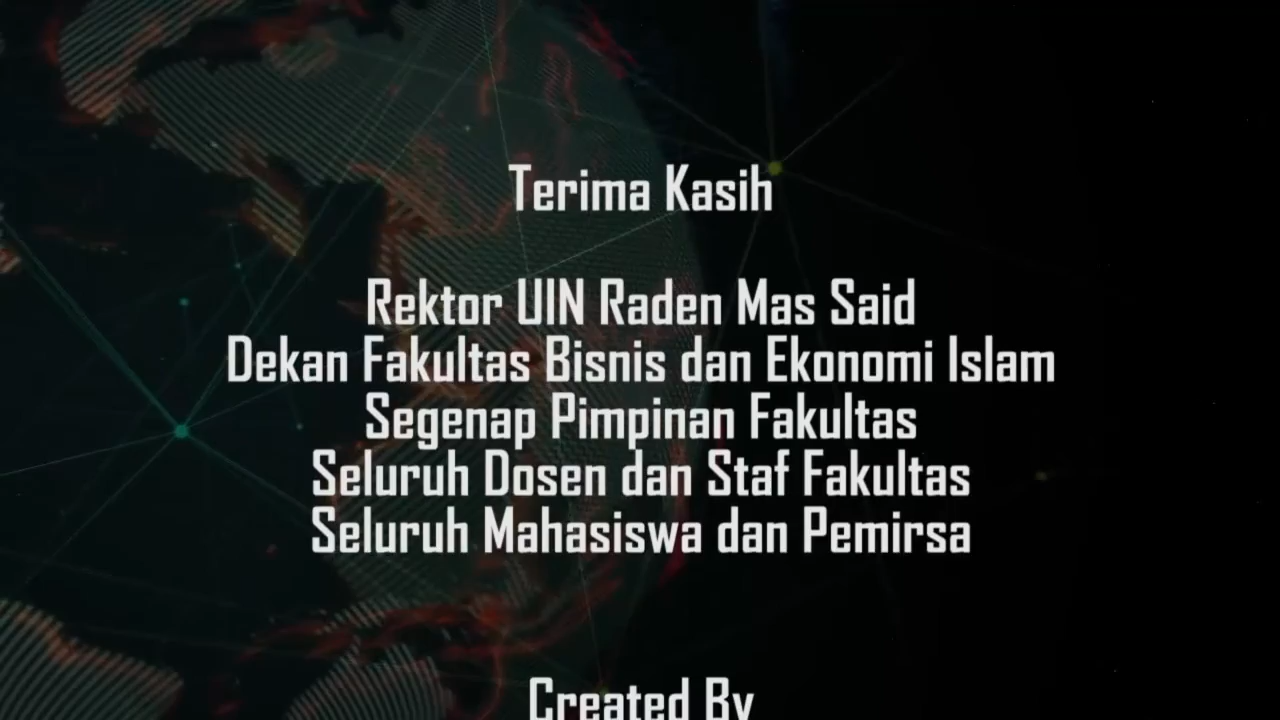 Terima Kasih
Rektor UIN Raden Mas Said
Dekan Fakultas Bisnis dan Ekonomi Islam
Segenap Pimpinan Fakultas
Seluruh Dosen dan Staf Fakultas
Seluruh Mahasiswa dan Pemirsa
Created By